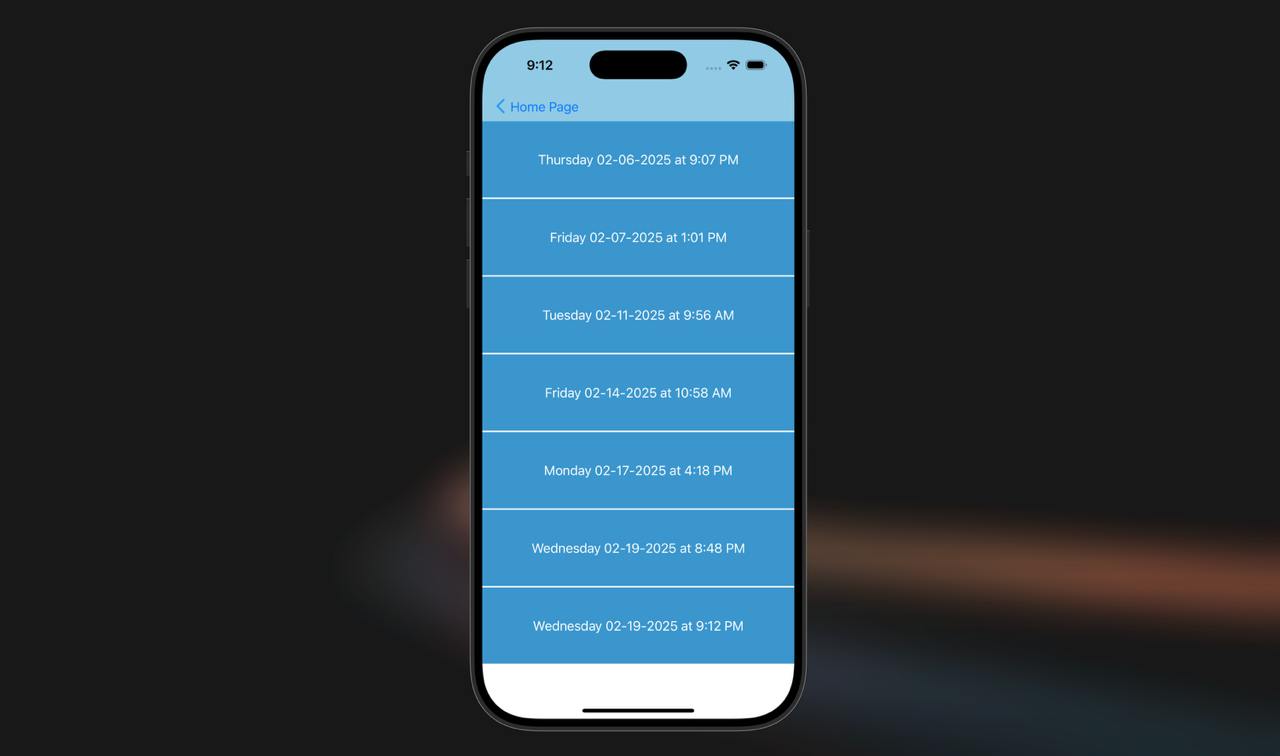 9:12
Home Page
Thursday 02-06-2025 at 9:07 PM
Friday 02-07-2025 at 1:01 PM
Tuesday 02-11-2025 at 9:56 AM
Friday 02-14-2025 at 10:58 AM
Monday 02-17-2025 at 4:18 PM
Wednesday 02-19-2025 at 8:48 PM
Wednesday 02-19-2025 at 9:12 PM